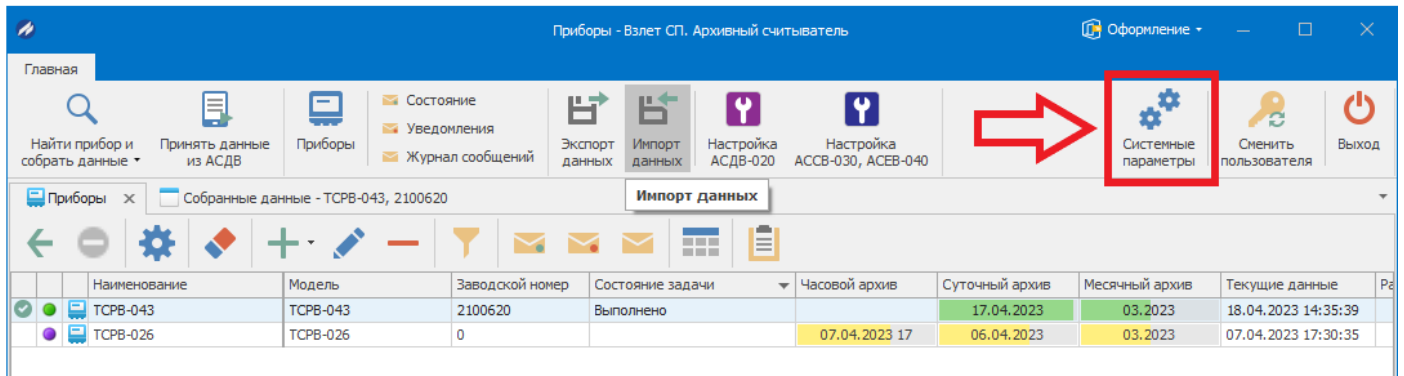 Приборы - Взлет СП. Архивный считыватель
Оформление
Главная
Найти прибор и собрать данные
Принять данные из АСДВ
Приборы
Состояние
Уведомления
Журнал сообщений
Экспорт данных
Импорт данных
Настройка АСДВ-020
Настройка АССВ-030, АСЕВ-040
Системные параметры
Сменить пользователя
Выход
Приборы
Собранные данные - ТСРВ-043, 2100620
Импорт данных
Наименование Модель Заводской номер Состояние задачи Часовой архив Суточный архив Месячный архив Текущие данные Ра
ТСРВ-043 ТСРВ-043 2100620 Выполнено 17.04.2023 03.2023 18.04.2023 14:35:39
ТСРВ-026 ТСРВ-026 0 07.04.2023 17 06.04.2023 03.2023 07.04.2023 17:30:35